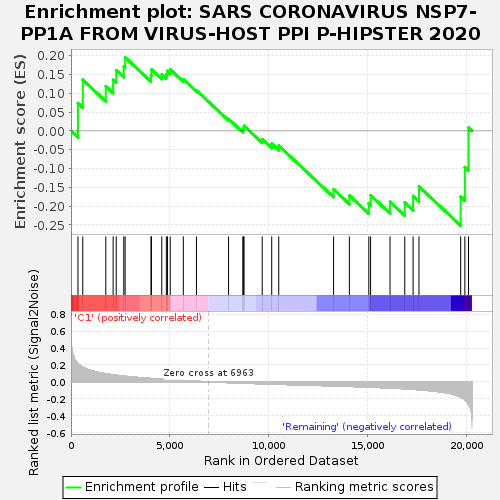 Enrichment plot: SARS CORONAVIRUS NSP7-
PP1A FROM VIRUS-HOST PPI P-HIPSTER 2020
0.20
0.15
0.10
0.05
0.00
-0.05
-0.10
-0.15
-0.20
-0.25
'C1' (positively correlated)
0.8
0.6
0.4
0.2
0.0
-0.2
-0.4
-0.6
Zero cross at 6963
'Remaining' (negatively correlated)
Ranked list metric (Signal2Noise)
0
5,000
10,000
15,000
20,000
Rank in Ordered Dataset
Enrichment profile
Hits
Ranking metric scores